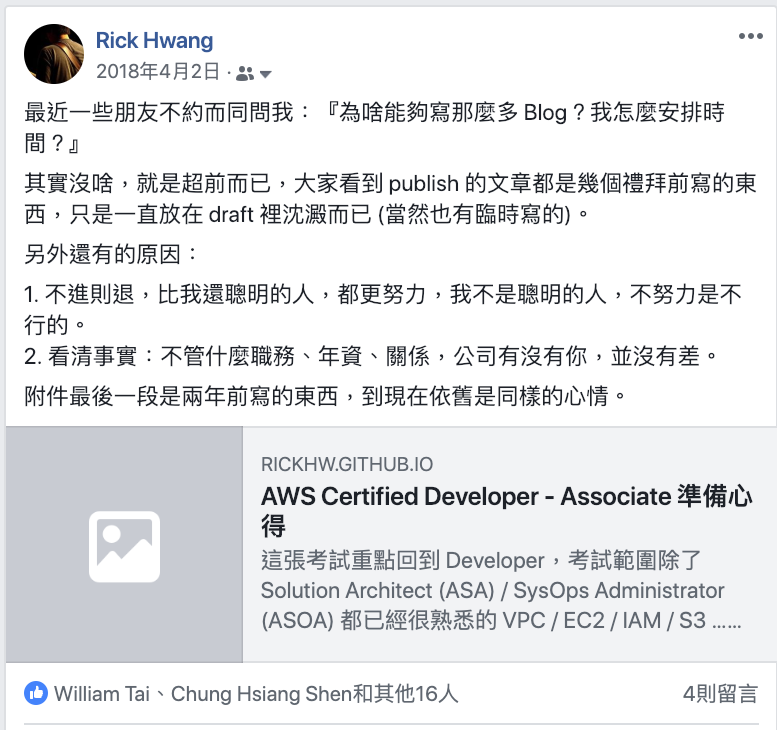 Rick Hwang
2018年4月2日 ·
最近一些朋友不約而同問我：『為啥能夠寫那麼多 Blog？我怎麼安排時
間？』
其實沒啥，就是超前而已，大家看到 publish 的文章都是幾個禮拜前寫的東
西，只是一直放在 draft 裡沈澱而已 (當然也有臨時寫的)。
另外還有的原因：
1. 不進則退，比我還聰明的人，都更努力，我不是聰明的人，不努力是不
行的。
2. 看清事實：不管什麼職務、年資、關係，公司有沒有你，並沒有差。
附件最後一段是兩年前寫的東西，到現在依舊是同樣的心情。
RICKHW.GITHUB.IO
AWS Certified Developer - Associate 準備心
得
這張考試重點回到 Developer，考試範圍除了
Solution Architect (ASA) / SysOps Administrator
(ASOA) 都已經很熟悉的 VPC / EC2 / IAM / S3 ......
William Tai、Chung Hsiang Shen和其他16人
4則留言